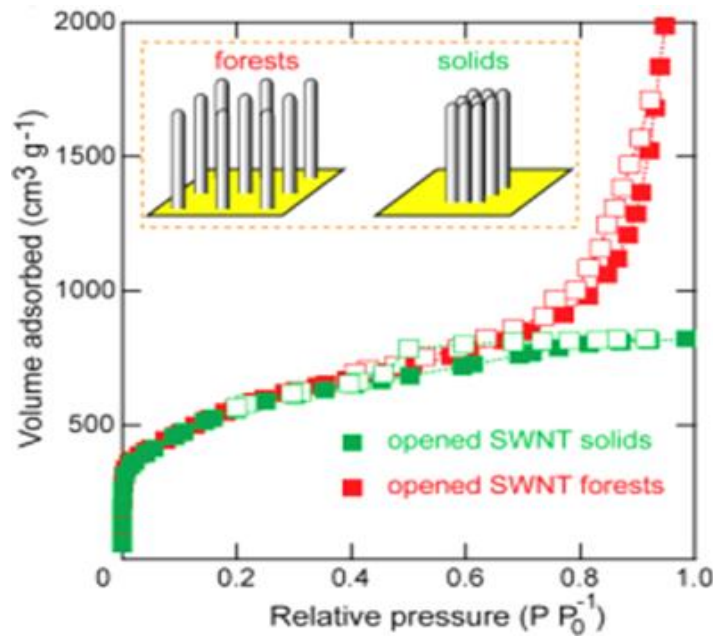 2000
1500
1000
500
0
0.2
0.4
0.6
0.8
1.0
Volume adsorbed (cm³ g⁻¹)
Relative pressure (P P₀⁻¹)
forests
solids
opened SWNT solids
opened SWNT forests